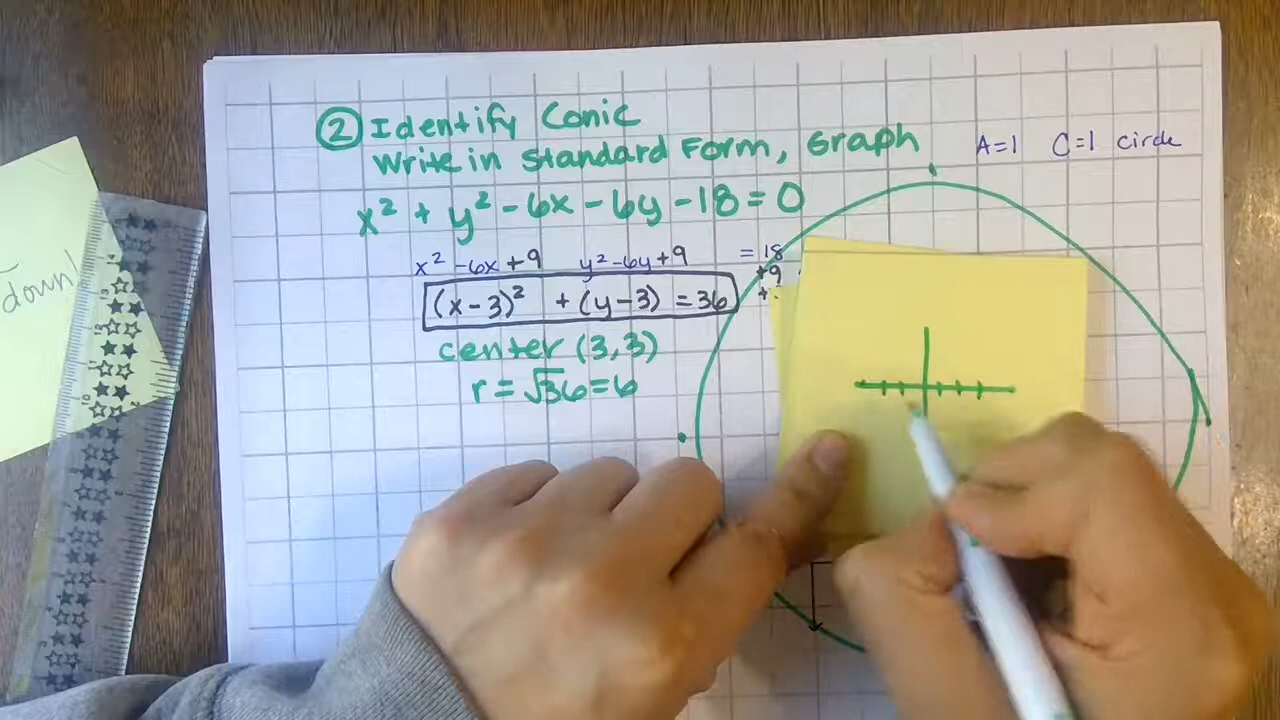 ② Identify Conic
Write in Standard Form, Graph
A=1 C=1 circle
x² + y² - 6x - 6y - 18 = 0
x² - 6x + 9 y² - 6y + 9 = 18
+9
(x - 3)² + (y - 3) = 36
center (3, 3)
r = √36 = 6
down!